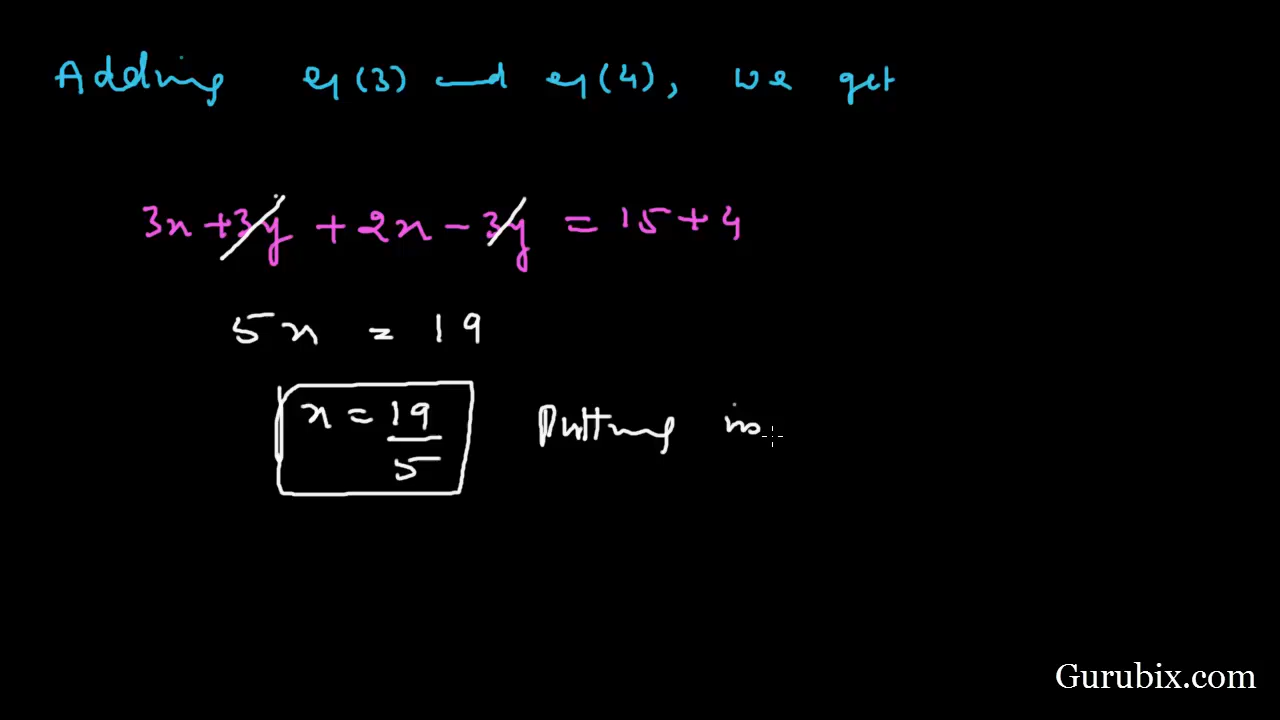 Adding eq (3) and eq (4), we get
3x + 3y + 2x - 3y = 15 + 4
5x = 19
x = 19/5 Putting in
Gurubix.com